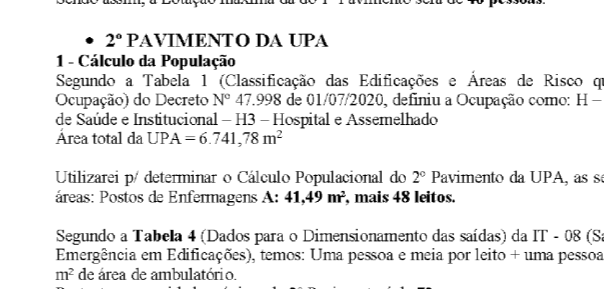 Sendo assim, a Lotação máxima da do 1º Pavimento será de 46 pessoas.
• 2º PAVIMENTO DA UPA
1 - Cálculo da População
Segundo a Tabela 1 (Classificação das Edificações e Áreas de Risco qu
Ocupação) do Decreto Nº 47.998 de 01/07/2020, definiu a Ocupação como: H –
de Saúde e Institucional – H3 – Hospital e Assemelhado
Área total da UPA = 6.741,78 m²
Utilizarei p/ determinar o Cálculo Populacional do 2º Pavimento da UPA, as se
áreas: Postos de Enfermagens A: 41,49 m², mais 48 leitos.
Segundo a Tabela 4 (Dados para o Dimensionamento das saídas) da IT - 08 (Sa
Emergência em Edificações), temos: Uma pessoa e meia por leito + uma pessoa
m² de área de ambulatório.